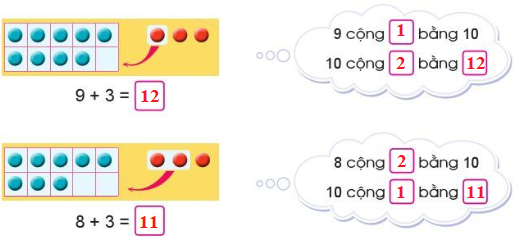 9 cộng 1 bằng 10
10 cộng 2 bằng 12
9 + 3 = 12
8 cộng 2 bằng 10
10 cộng 1 bằng 11
8 + 3 = 11